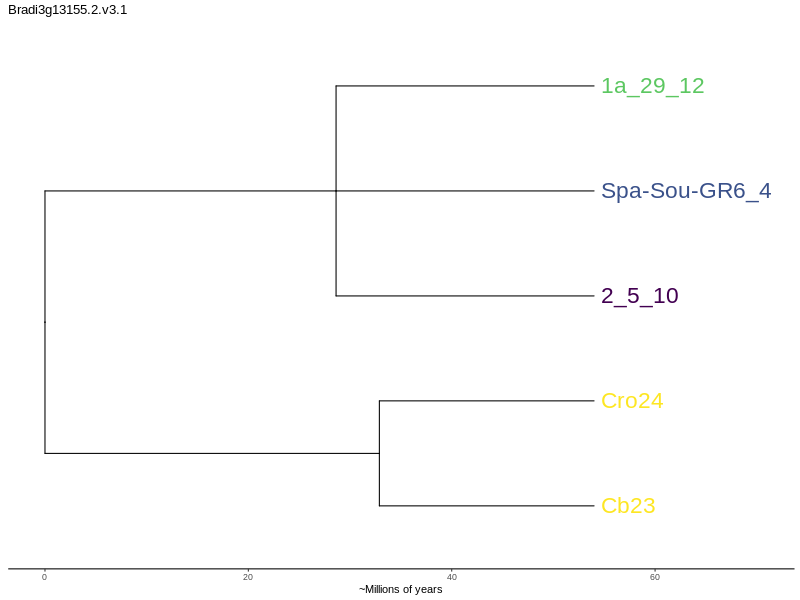 Bradi3g13155.2.v3.1
1a_29_12
Spa-Sou-GR6_4
2_5_10
Cro24
Cb23
0 20 40 60
~Millions of years